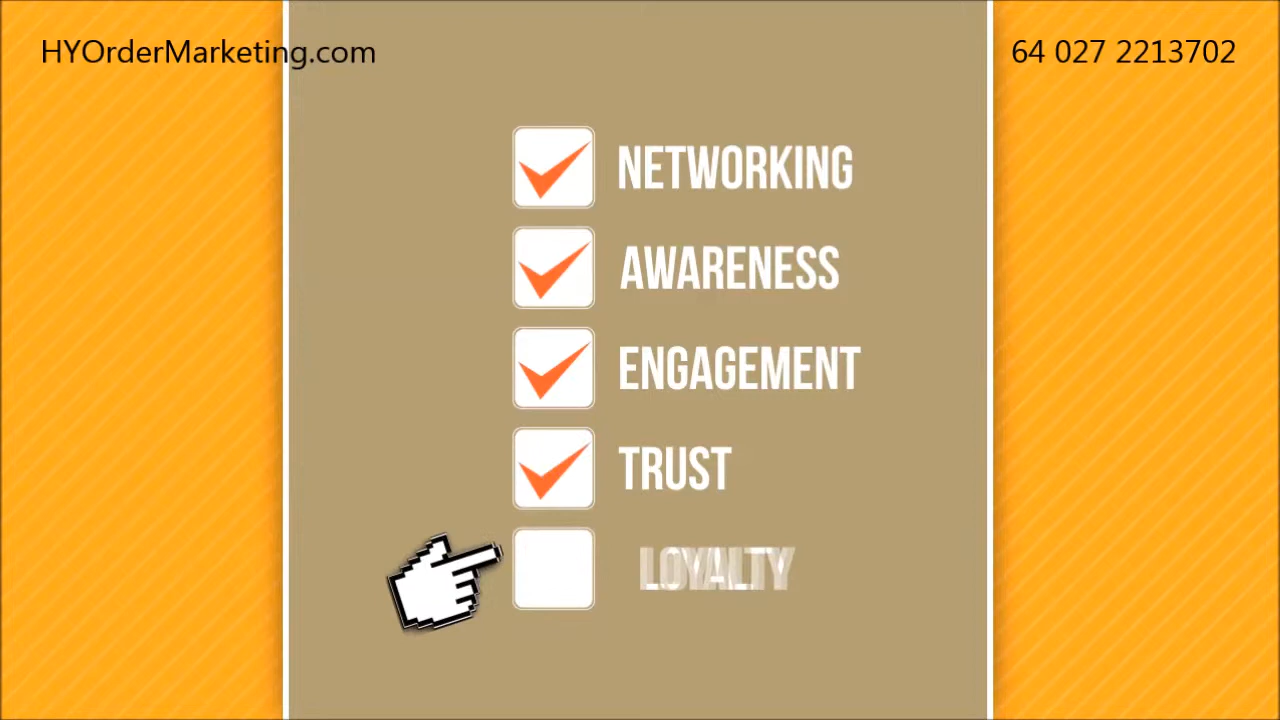 HYOrderMarketing.com
64 027 2213702
NETWORKING
AWARENESS
ENGAGEMENT
TRUST
LOYALTY